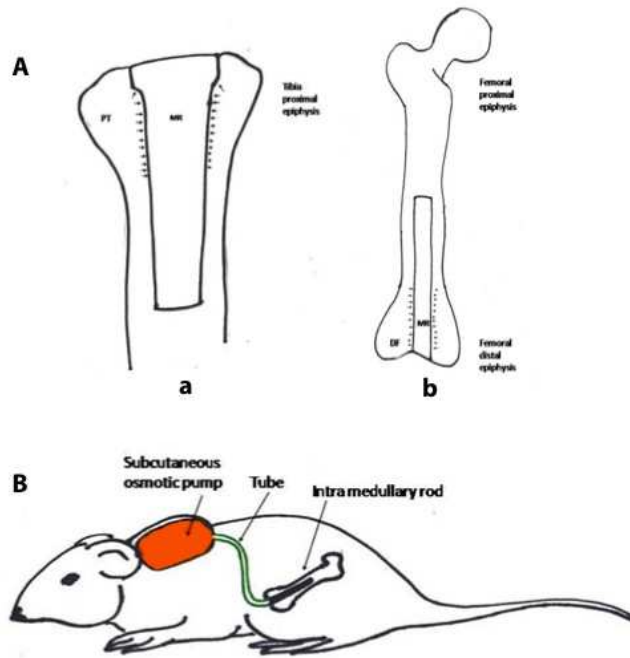 A
PT
MR
Tibia
proximal
epiphysis
a
Femoral
proximal
epiphysis
MR
DF
Femoral
distal
epiphysis
b
B
Subcutaneous
osmotic pump
Tube
Intra medullary rod